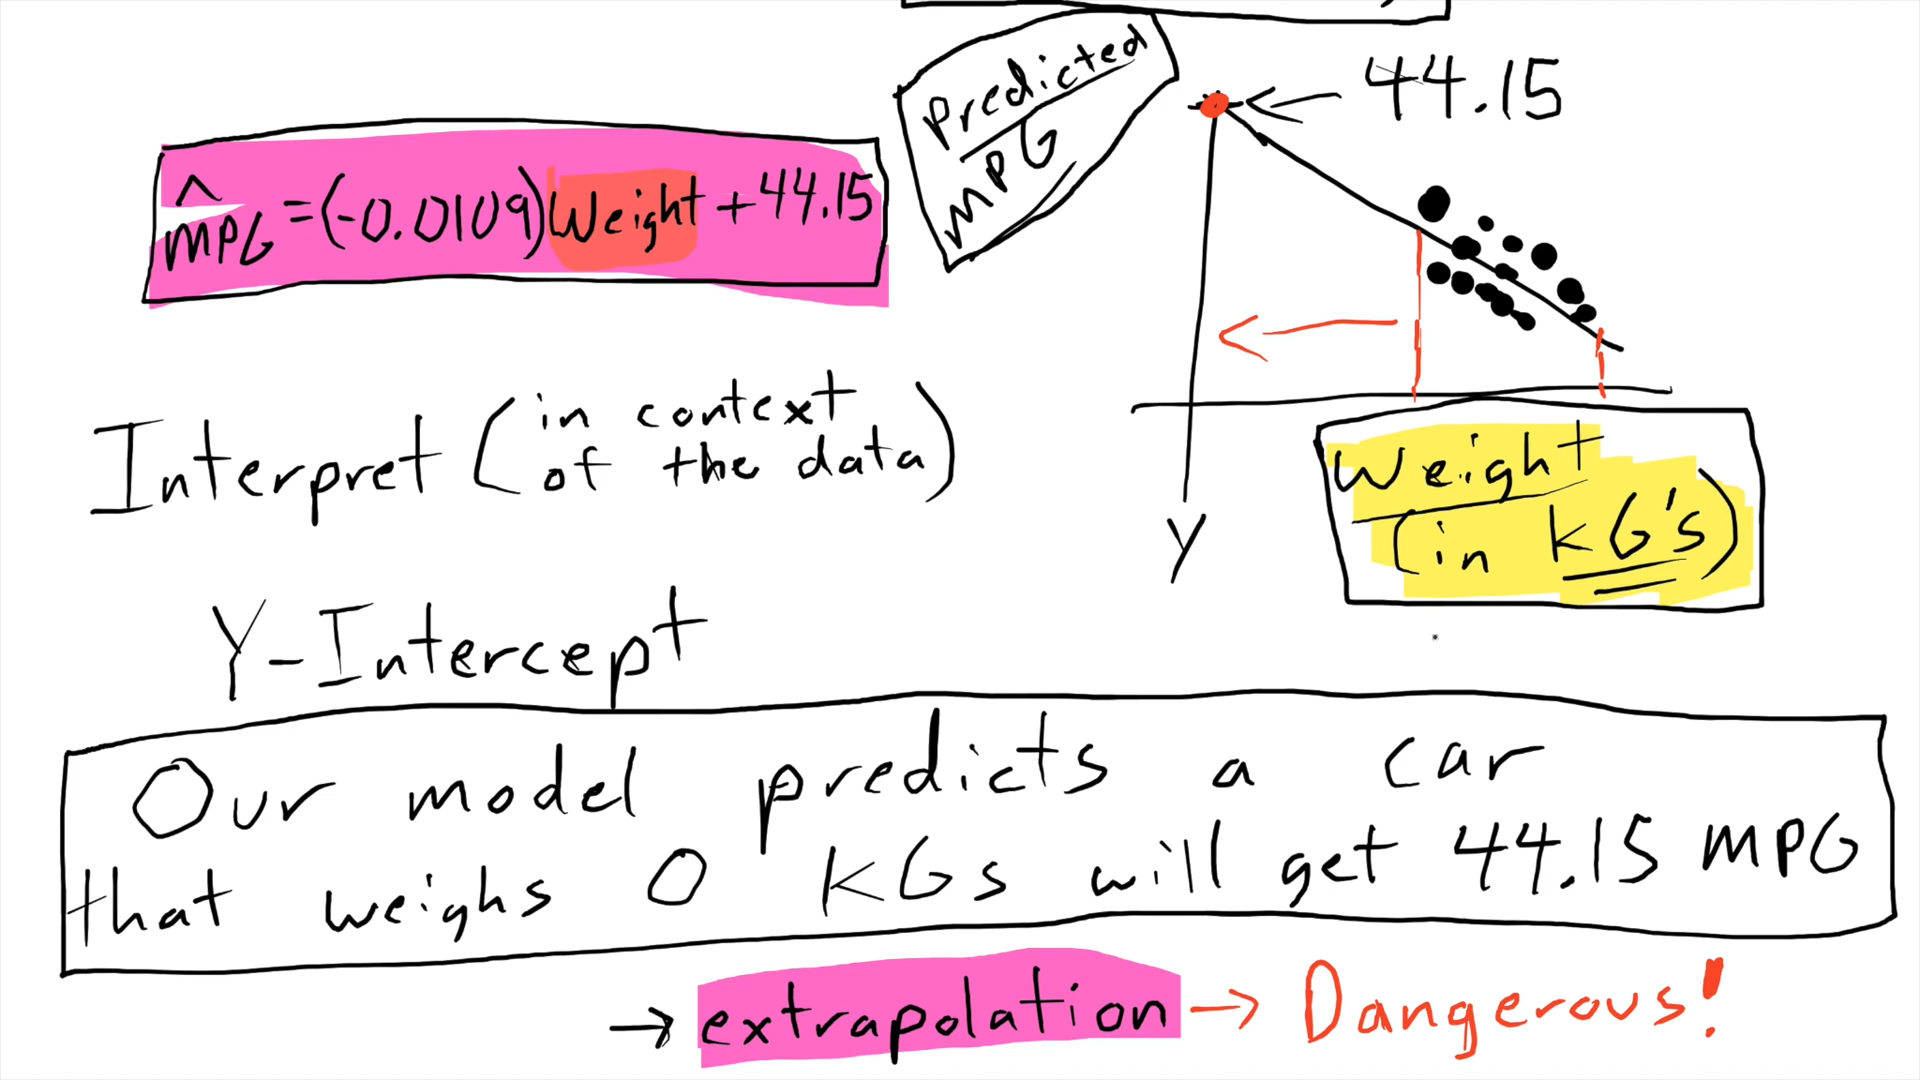 Predicted
MPG
44.15
m̂PG = (-0.0109) Weight + 44.15
Interpret (in context
of the data)
Weight
(in KG's)
Y
Y-Intercept
Our model predicts a car
that weighs 0 KGs will get 44.15 MPG
→ extrapolation → Dangerous!